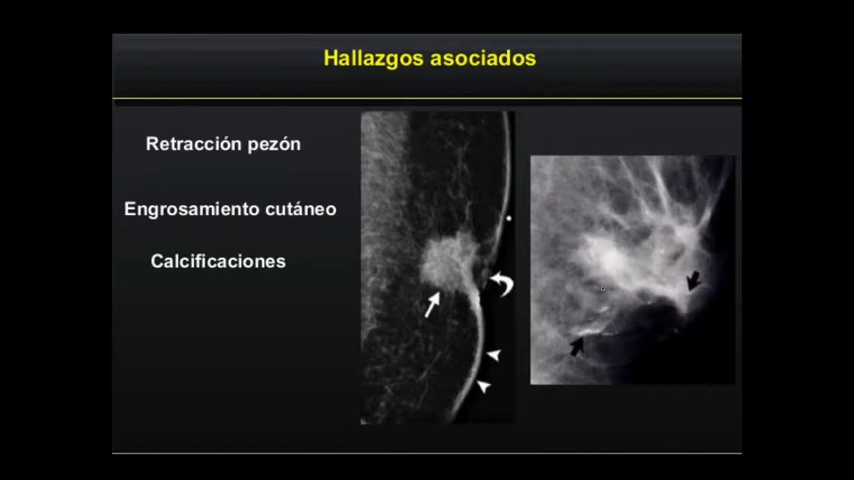 Hallazgos asociados
Retracción pezón
Engrosamiento cutáneo
Calcificaciones